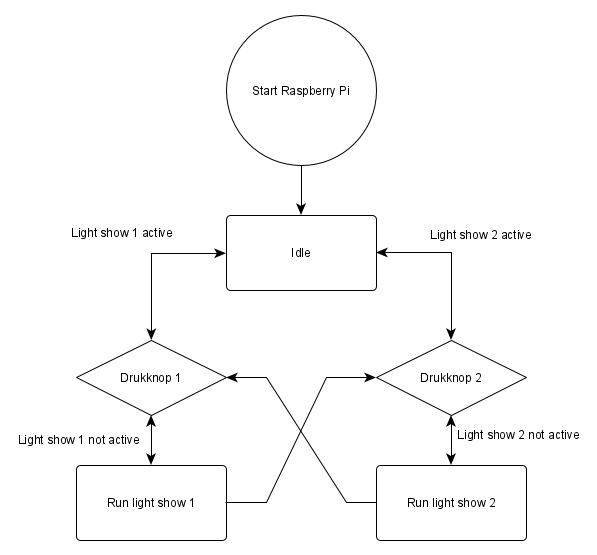 Start Raspberry Pi
Light show 1 active
Light show 2 active
Idle
Drukknop 1
Drukknop 2
Light show 1 not active
Light show 2 not active
Run light show 1
Run light show 2